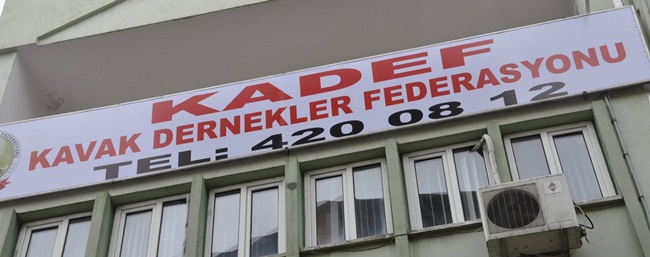 KADEF
KAVAK DERNEKLER FEDERASYONU
TEL: 420 08 12